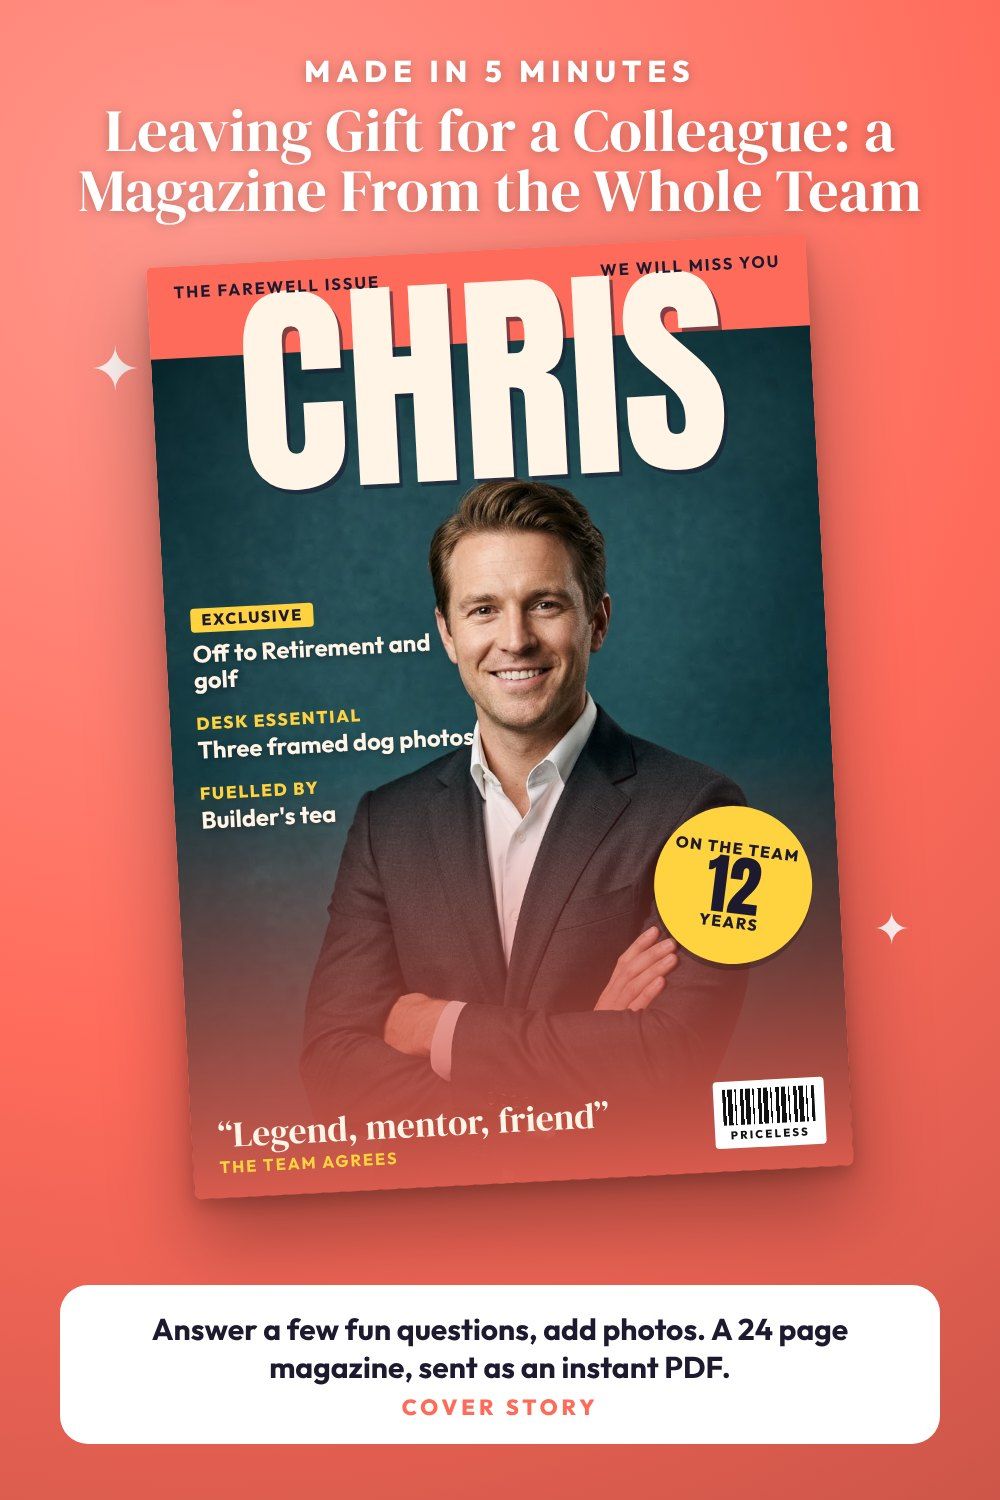 MADE IN 5 MINUTES
Leaving Gift for a Colleague: a
Magazine From the Whole Team
THE FAREWELL ISSUE
WE WILL MISS YOU
CHRIS
EXCLUSIVE
Off to Retirement and
golf
DESK ESSENTIAL
Three framed dog photos
FUELLED BY
Builder's tea
ON THE TEAM
12
YEARS
“Legend, mentor, friend”
THE TEAM AGREES
PRICELESS
Answer a few fun questions, add photos. A 24 page
magazine, sent as an instant PDF.
COVER STORY